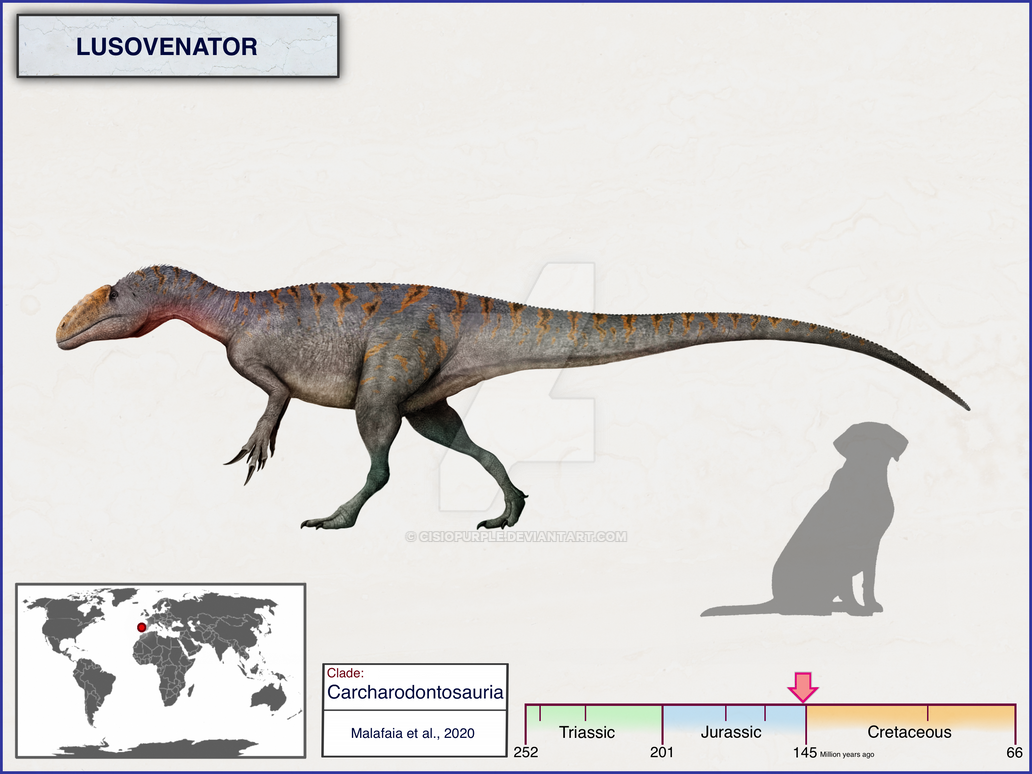 LUSOVENATOR
© CISIOPURPLE.DEVIANTART.COM
Clade:
Carcharodontosauria
Malafaia et al., 2020
Triassic
Jurassic
Cretaceous
252
201
145 Million years ago
66